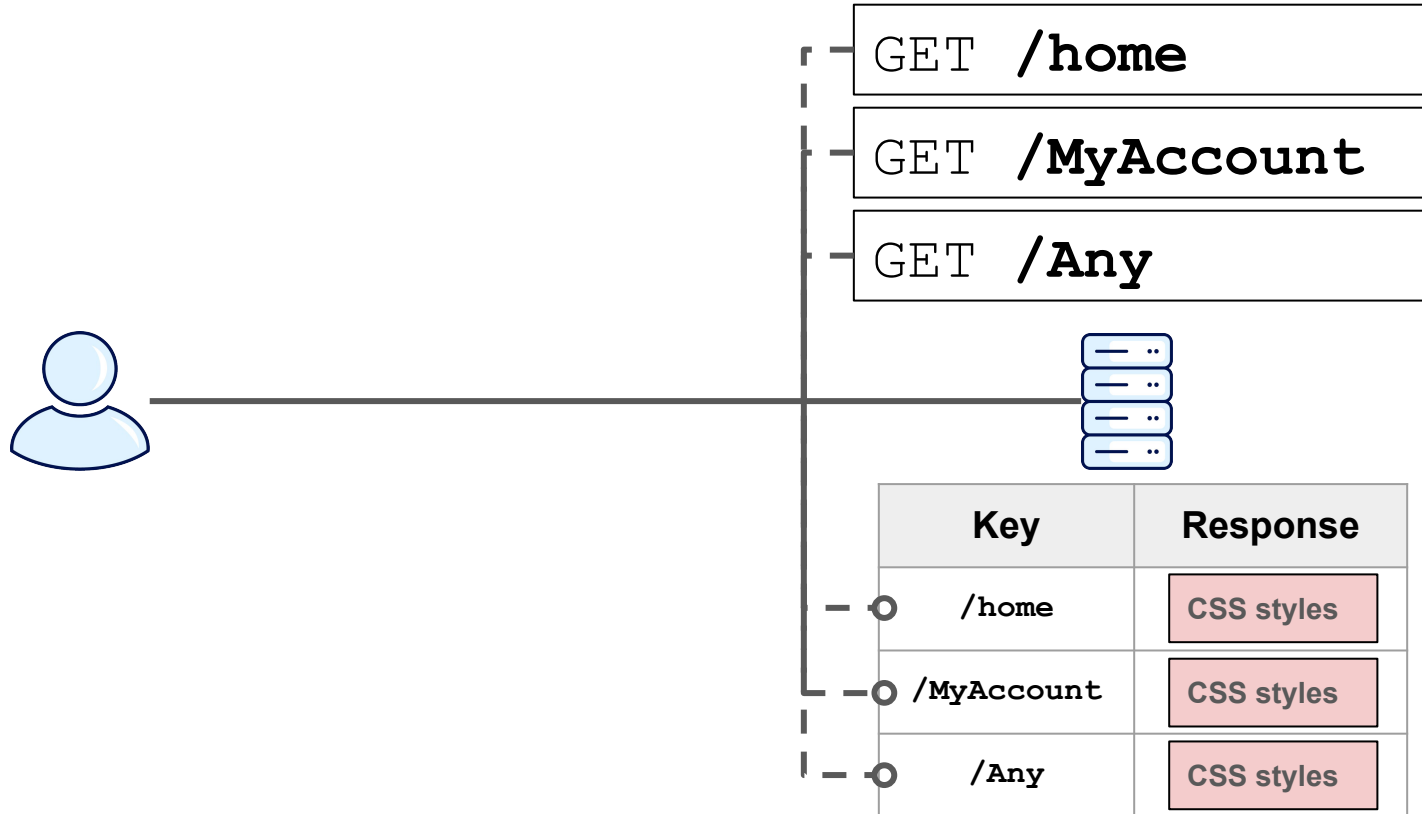 GET /home
GET /MyAccount
GET /Any
Key Response
/home CSS styles
/MyAccount CSS styles
/Any CSS styles